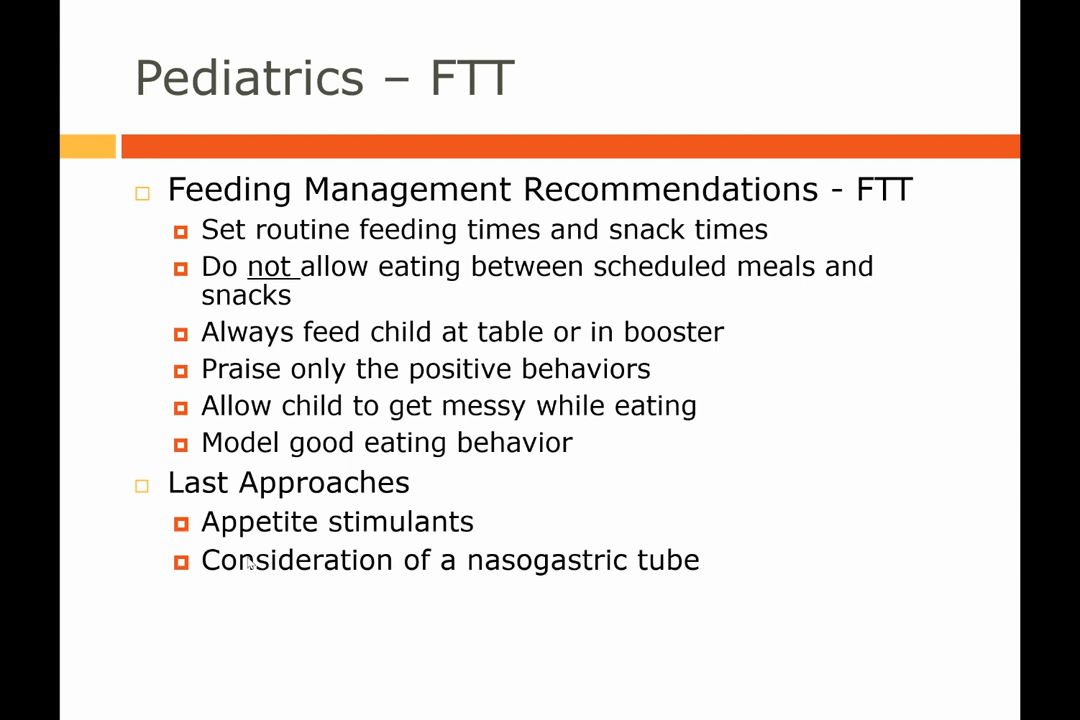 Pediatrics – FTT
Feeding Management Recommendations - FTT
Set routine feeding times and snack times
Do not allow eating between scheduled meals and
snacks
Always feed child at table or in booster
Praise only the positive behaviors
Allow child to get messy while eating
Model good eating behavior
Last Approaches
Appetite stimulants
Consideration of a nasogastric tube